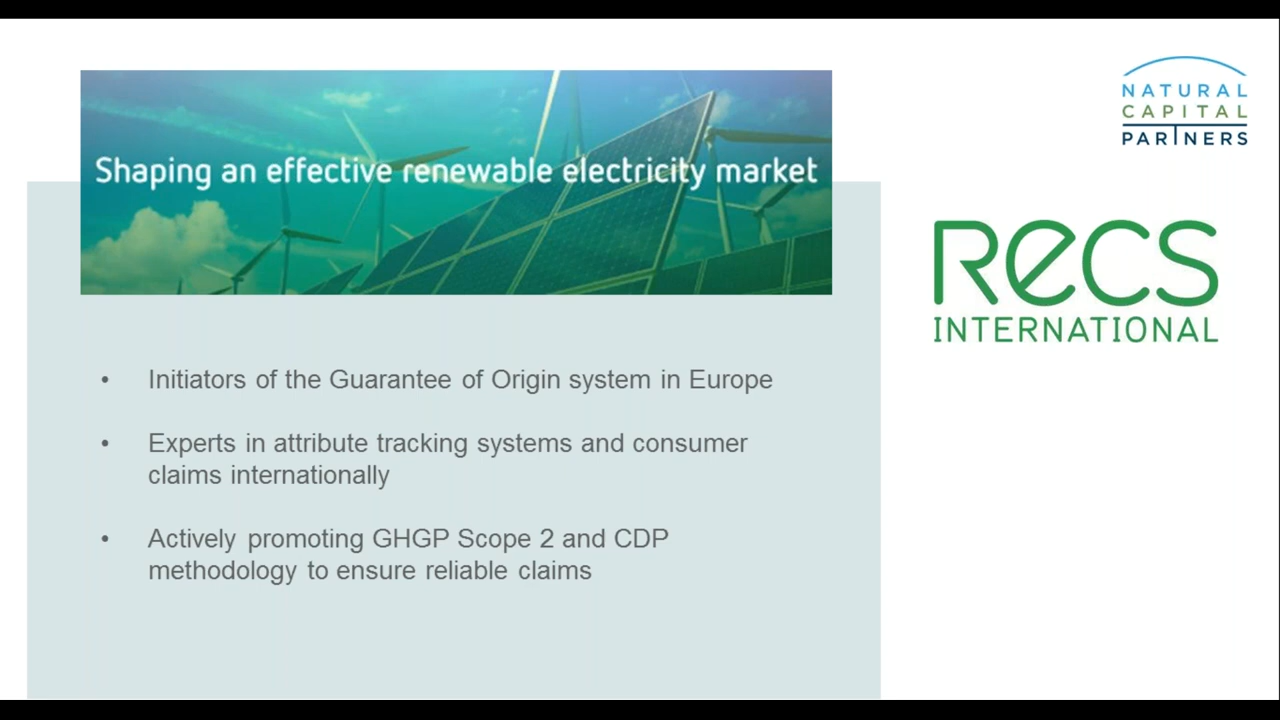 Shaping an effective renewable electricity market
NATURAL
CAPITAL
PARTNERS
RECS
INTERNATIONAL
• Initiators of the Guarantee of Origin system in Europe
• Experts in attribute tracking systems and consumer
claims internationally
• Actively promoting GHGP Scope 2 and CDP
methodology to ensure reliable claims